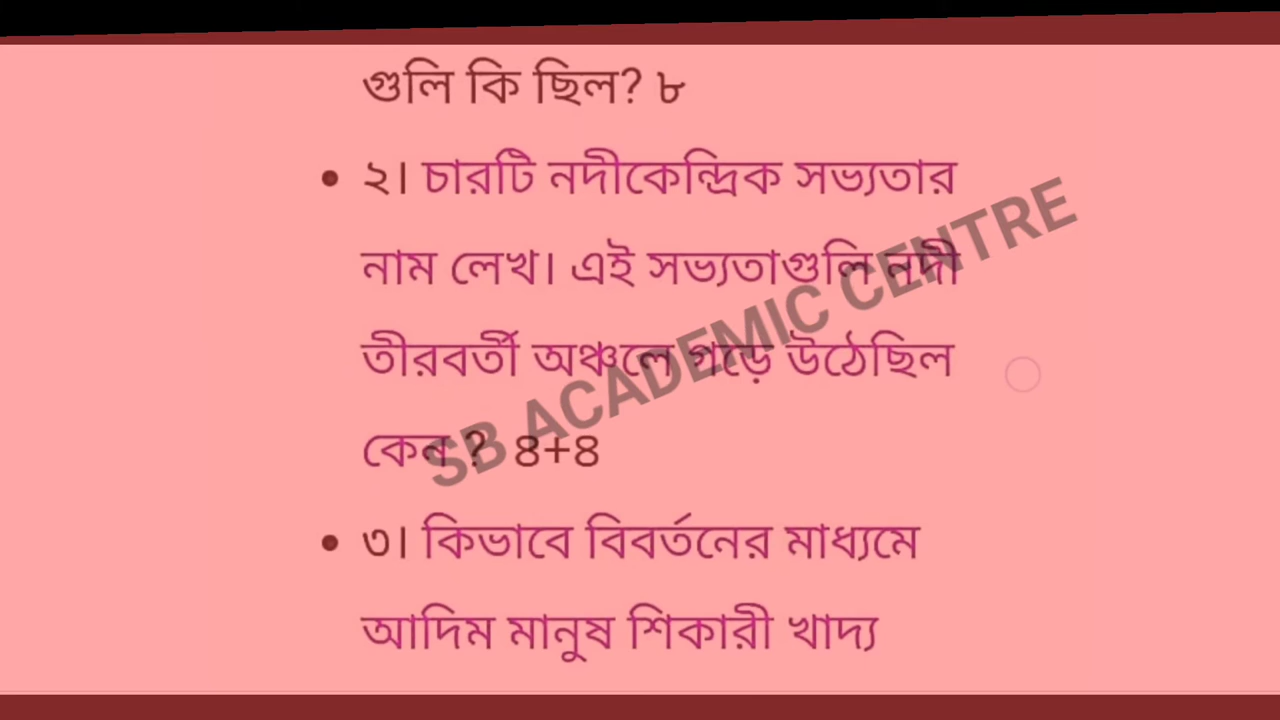 গুলি কি ছিল? ৮
• ২। চারটি নদীকেন্দ্রিক সভ্যতার
নাম লেখ। এই সভ্যতাগুলি নদী
তীরবর্তী অঞ্চলে গড়ে উঠেছিল
কেন ? ৪+৪
• ৩। কিভাবে বিবর্তনের মাধ্যমে
আদিম মানুষ শিকারী খাদ্য
SB ACADEMIC CENTRE